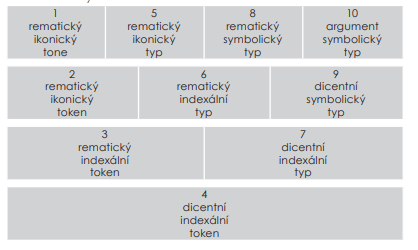 1
rematický
ikonický
tone
5
rematický
ikonický
typ
8
rematický
symbolický
typ
10
argument
symbolický
typ
2
rematický
ikonický
token
6
rematický
indexální
typ
9
dicentní
symbolický
typ
3
rematický
indexální
token
7
dicentní
indexální
typ
4
dicentní
indexální
token